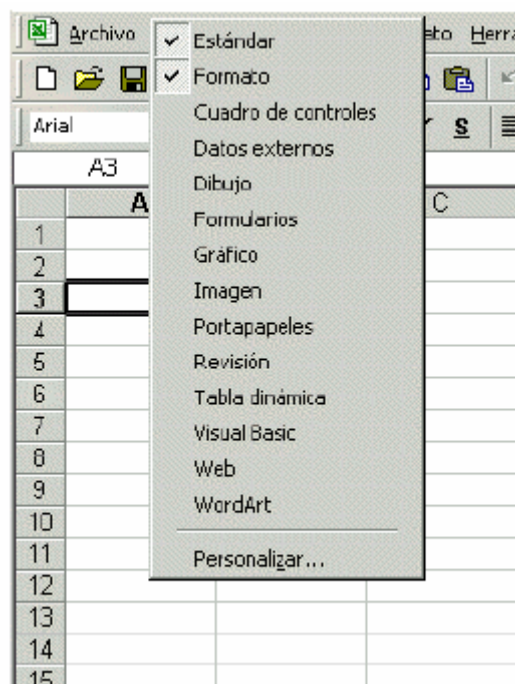 Archivo
ato Herra
Arial
S
A3
A
C
Estándar
Formato
Cuadro de controles
Datos externos
Dibujo
Formularios
Gráfico
Imagen
Portapapeles
Revisión
Tabla dinámica
Visual Basic
Web
WordArt
Personalizar...
1
2
3
4
5
6
7
8
9
10
11
12
13
14
15